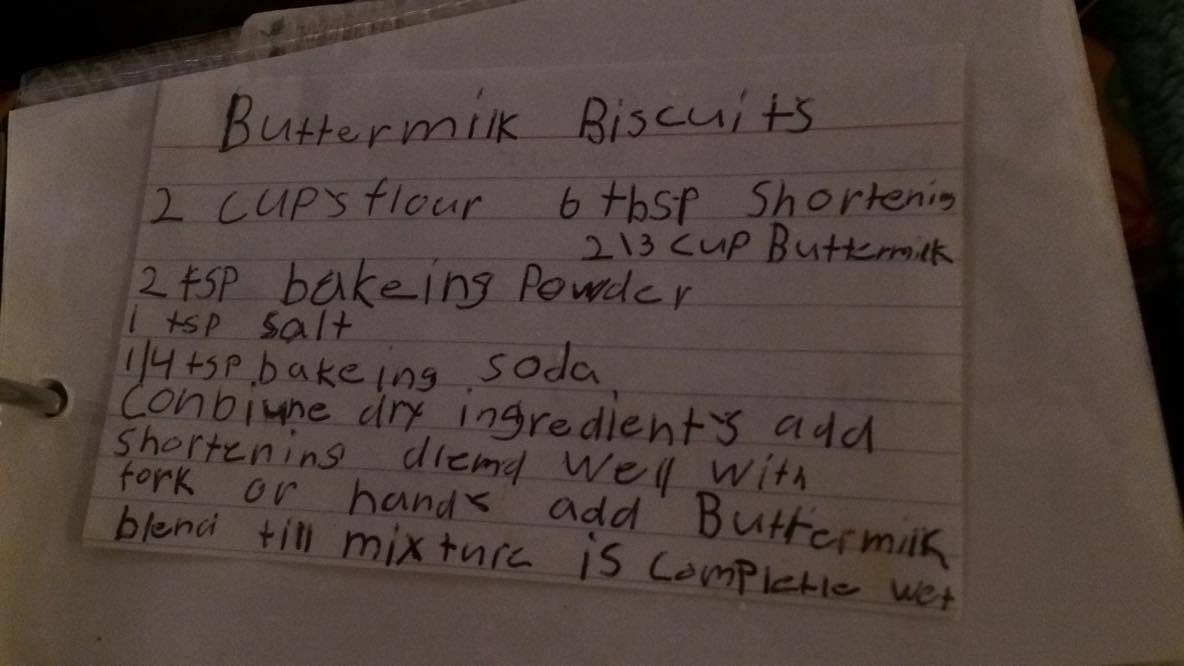 Buttermilk Biscuits
2 cups flour 6 tbsp Shortenig
2\3 cup Buttermilk
2 tsp bakeing Powder
1 tsp salt
1/4 tsp. bakeing soda
Conbiune dry ingredients add
shortening dlemd well with
fork or hands add Buttermilk
blend till mixture is Completle wet